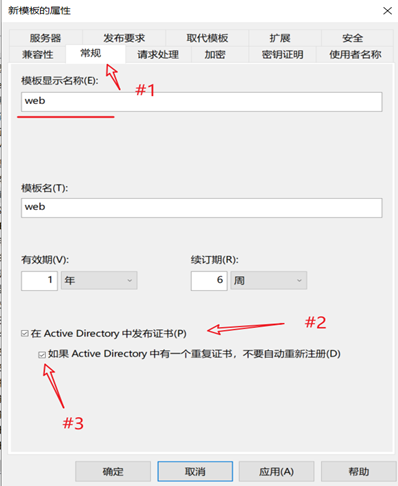 新模板的属性
服务器 发布要求 取代模板 扩展 安全
兼容性 常规 请求处理 加密 密钥证明 使用者名称
#1
模板显示名称(E):
web
模板名(T):
web
有效期(V): 续订期(R):
1 年 6 周
在 Active Directory 中发布证书(P)
#2
如果 Active Directory 中有一个重复证书，不要自动重新注册(D)
#3
确定 取消 应用(A) 帮助